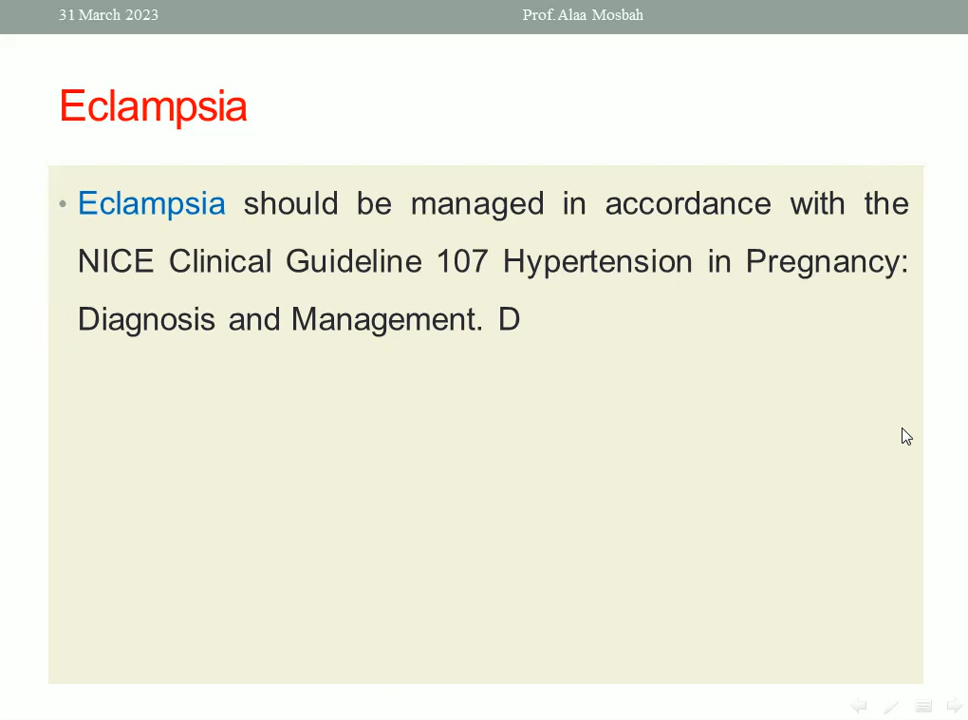 31 March 2023 Prof. Alaa Mosbah
Eclampsia
• Eclampsia should be managed in accordance with the
NICE Clinical Guideline 107 Hypertension in Pregnancy:
Diagnosis and Management. D